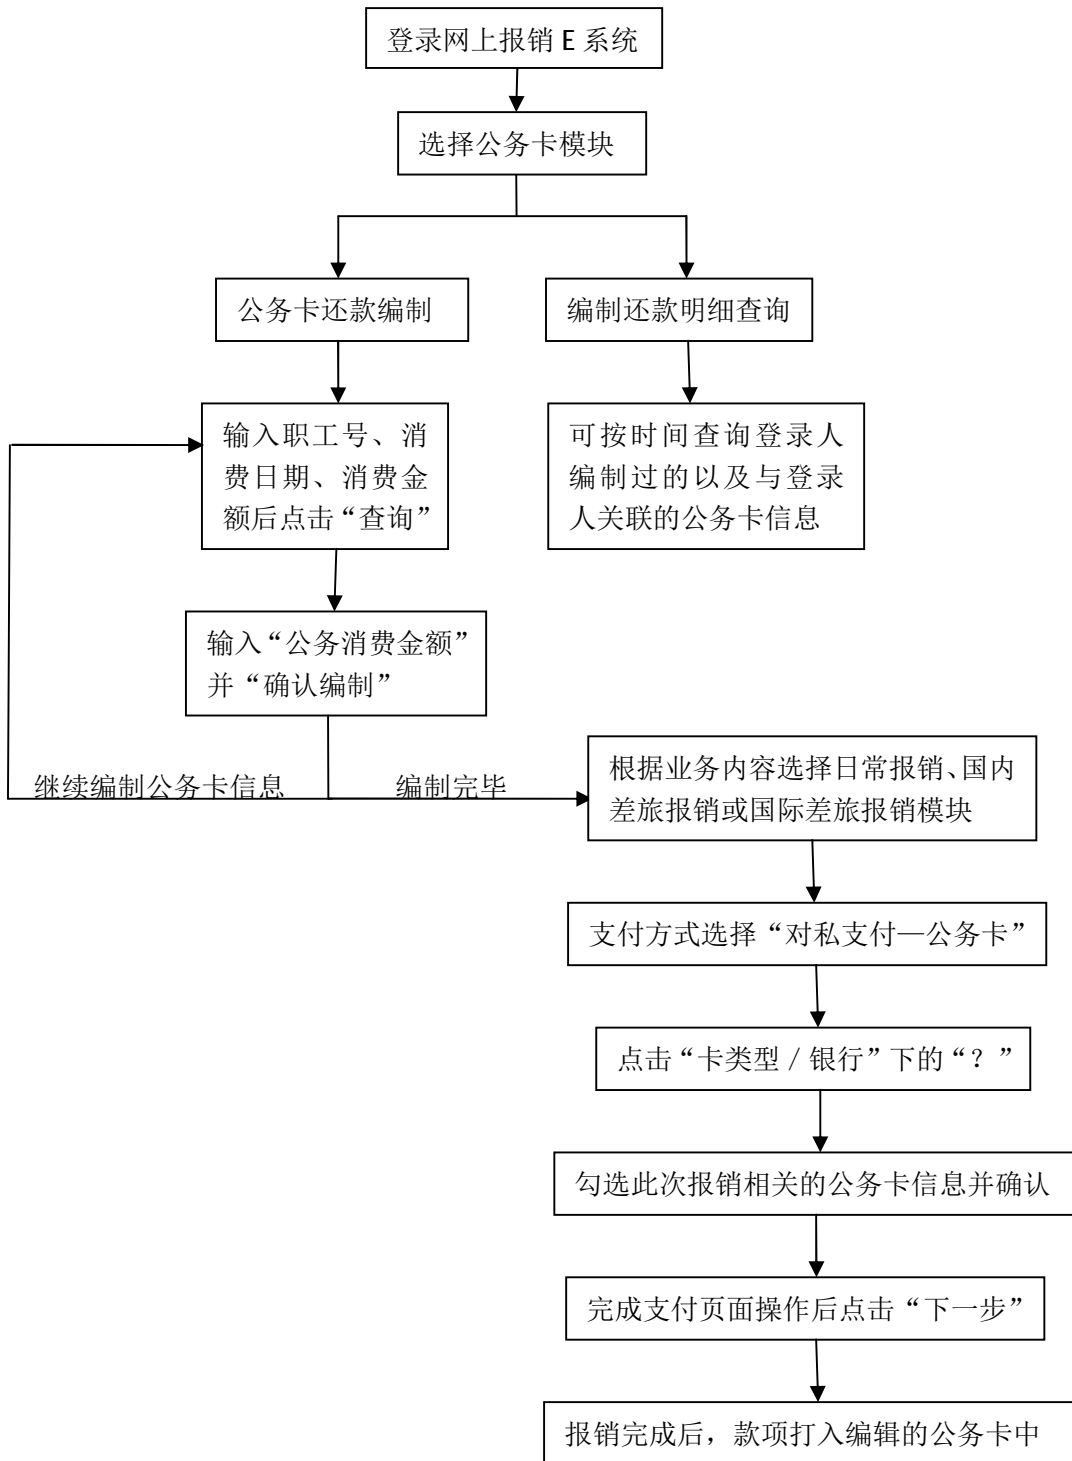 登录网上报销 E 系统
选择公务卡模块
公务卡还款编制
编制还款明细查询
输入职工号、消
费日期、消费金
额后点击“查询”
可按时间查询登录人
编制过的以及与登录
人关联的公务卡信息
输入“公务消费金额”
并“确认编制”
继续编制公务卡信息
编制完毕
根据业务内容选择日常报销、国内
差旅报销或国际差旅报销模块
支付方式选择“对私支付—公务卡”
点击“卡类型／银行”下的“？”
勾选此次报销相关的公务卡信息并确认
完成支付页面操作后点击“下一步”
报销完成后，款项打入编辑的公务卡中